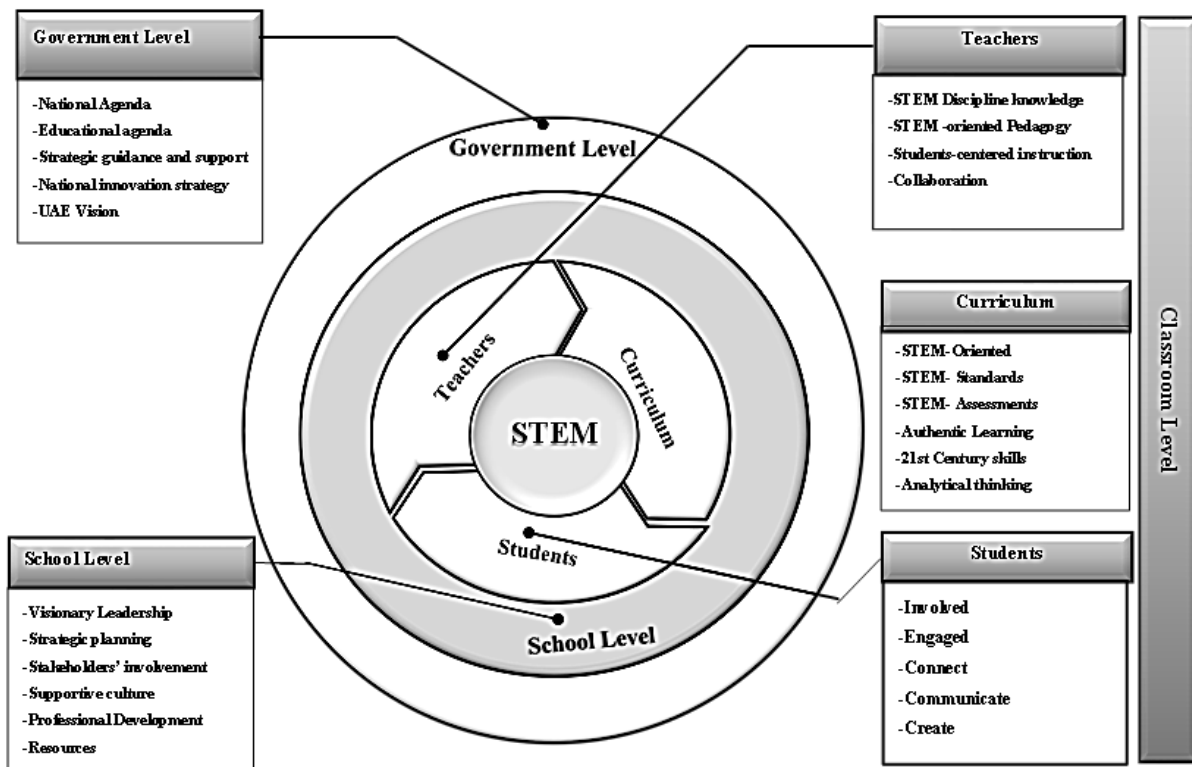 Government Level
-National Agenda
-Educational agenda
-Strategic guidance and support
-National innovation strategy
-UAE Vision
Teachers
-STEM Discipline knowledge
-STEM -oriented Pedagogy
-Students-centered instruction
-Collaboration
Government Level
Teachers
Curriculum
STEM
Students
School Level
Curriculum
-STEM- Oriented
-STEM- Standards
-STEM- Assessments
-Authentic Learning
-21st Century skills
-Analytical thinking
Classroom Level
School Level
-Visionary Leadership
-Strategic planning
-Stakeholders’ involvement
-Supportive culture
-Professional Development
-Resources
Students
-Involved
-Engaged
-Connect
-Communicate
-Create